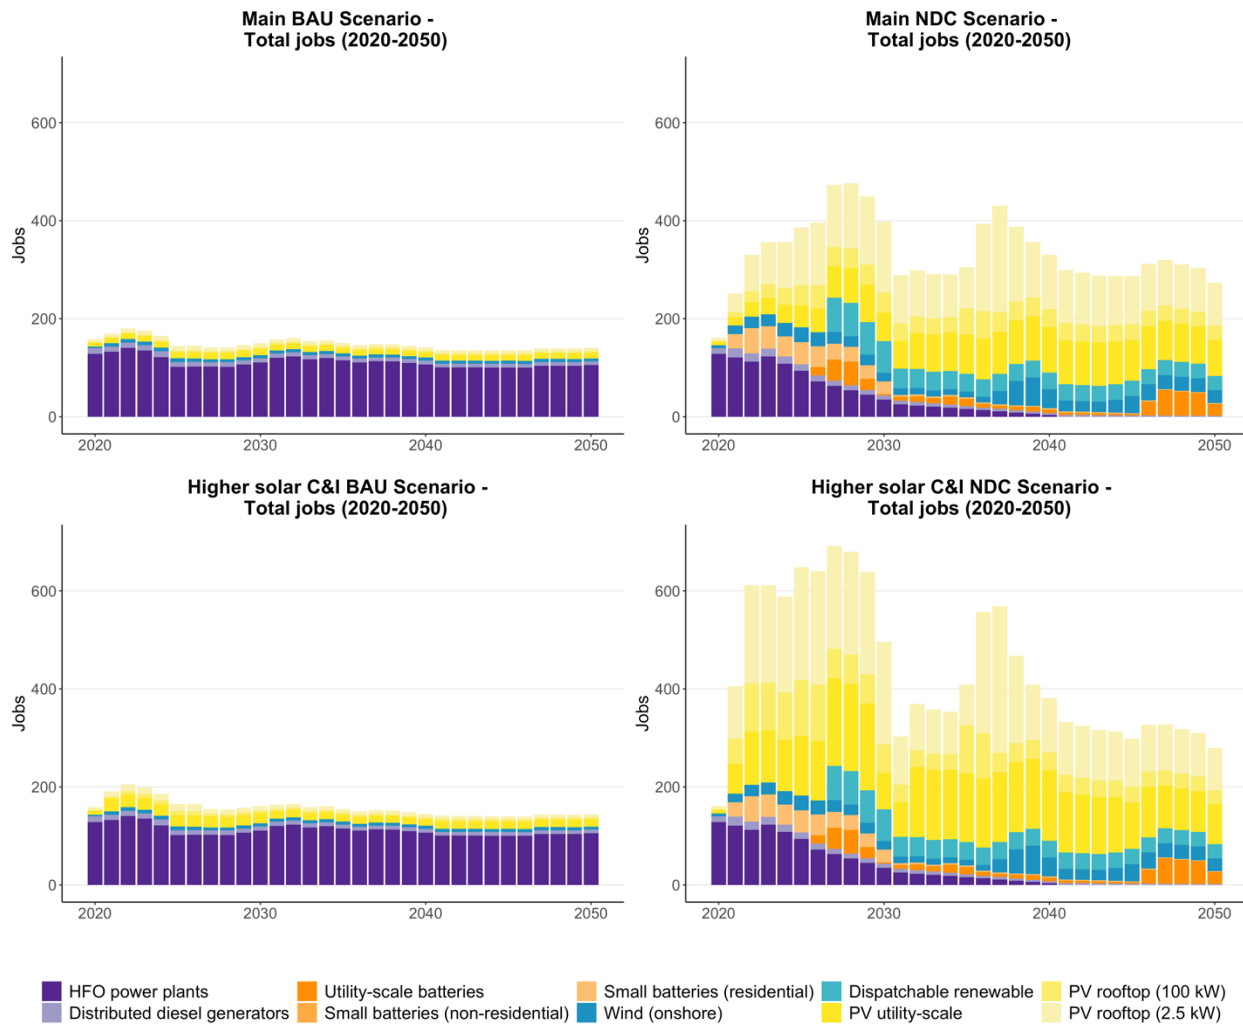 Main BAU Scenario -
Total jobs (2020-2050)
Jobs
600
400
200
0
2020
2030
2040
2050
Main NDC Scenario -
Total jobs (2020-2050)
Jobs
600
400
200
0
2020
2030
2040
2050
Higher solar C&I BAU Scenario -
Total jobs (2020-2050)
Jobs
600
400
200
0
2020
2030
2040
2050
Higher solar C&I NDC Scenario -
Total jobs (2020-2050)
Jobs
600
400
200
0
2020
2030
2040
2050
HFO power plants
Distributed diesel generators
Utility-scale batteries
Small batteries (non-residential)
Small batteries (residential)
Wind (onshore)
Dispatchable renewable
PV utility-scale
PV rooftop (100 kW)
PV rooftop (2.5 kW)